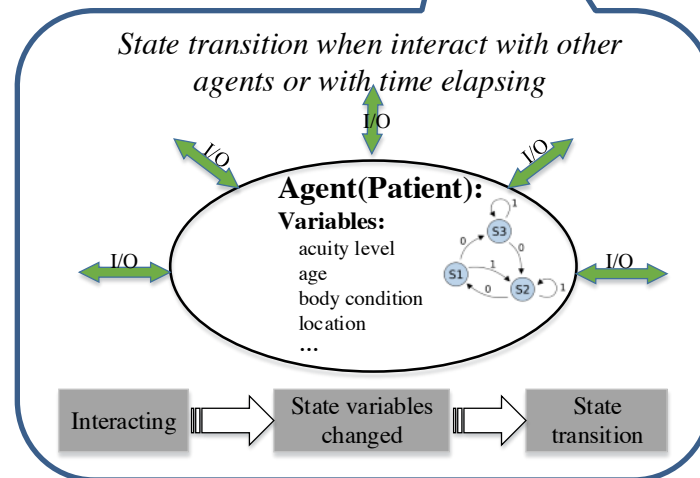 State transition when interact with other
agents or with time elapsing
I/O
I/O
I/O
I/O
I/O
Agent(Patient):
Variables:
acuity level
age
body condition
location
...
S3
1
0
0
S1
1
S2
0
1
Interacting
State variables
changed
State
transition